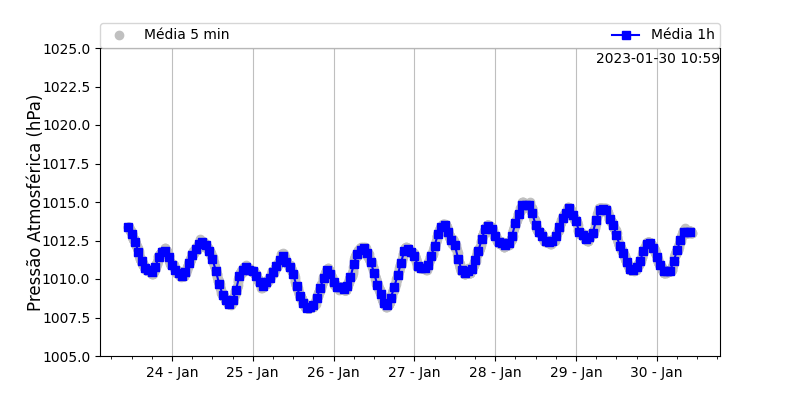 Média 5 min
Média 1h
2023-01-30 10:59
Pressão Atmosférica (hPa)
1025.0
1022.5
1020.0
1017.5
1015.0
1012.5
1010.0
1007.5
1005.0
24 - Jan
25 - Jan
26 - Jan
27 - Jan
28 - Jan
29 - Jan
30 - Jan